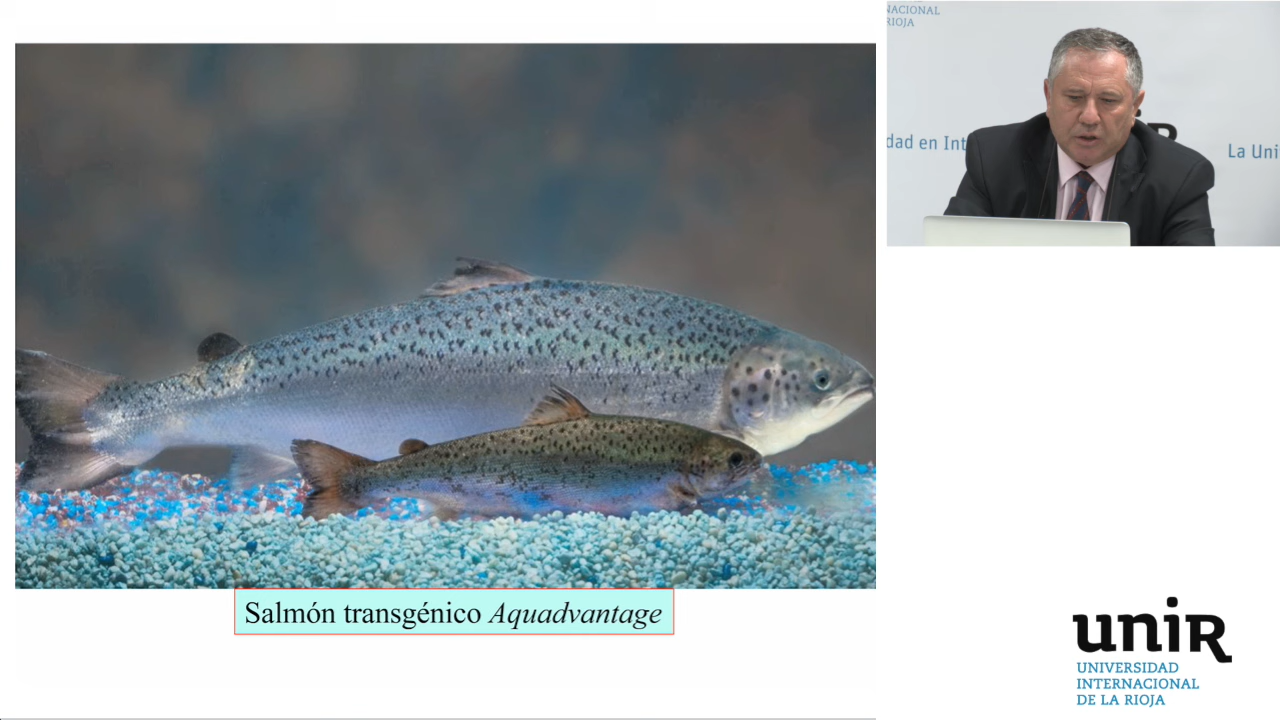 Salmón transgénico Aquadvantage
NACIONAL
RIOJA
dad en Int
La Uni
uniR
UNIVERSIDAD
INTERNACIONAL
DE LA RIOJA